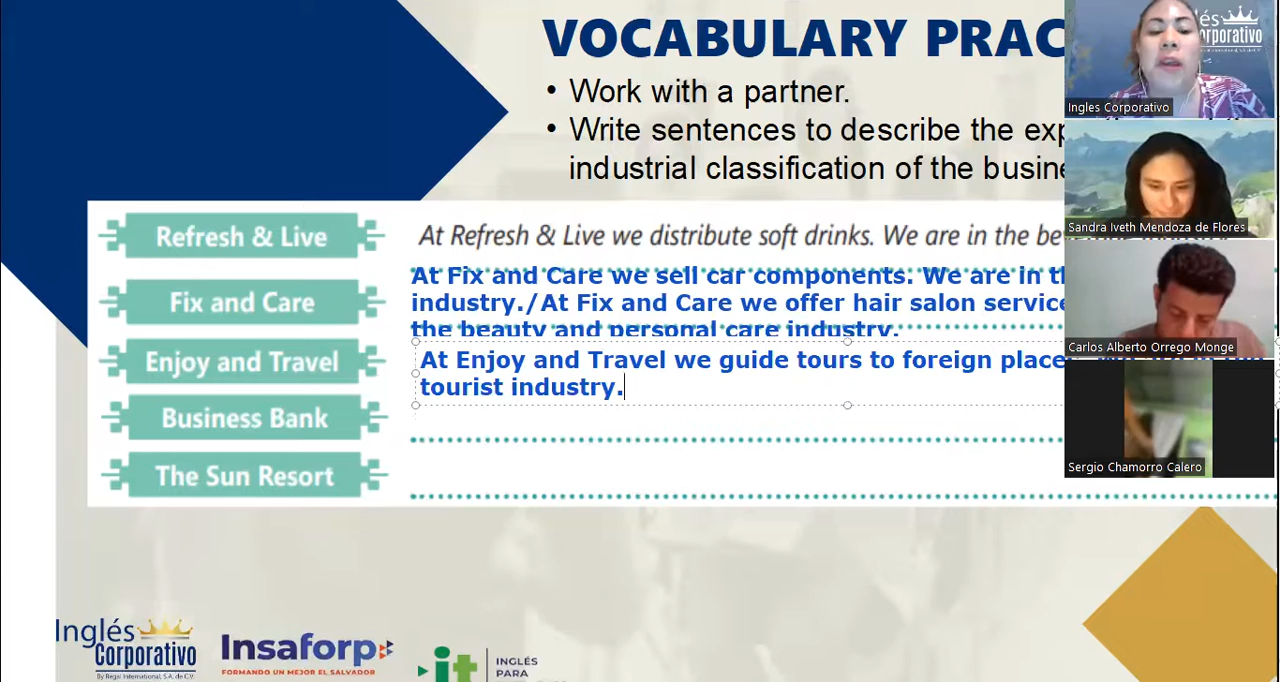 VOCABULARY PRAC
• Work with a partner.
• Write sentences to describe the exp
industrial classification of the busine
Refresh & Live
At Refresh & Live we distribute soft drinks. We are in the be
Fix and Care
At Fix and Care we sell car components. We are in th
industry./At Fix and Care we offer hair salon service
the beauty and personal care industry.
Enjoy and Travel
At Enjoy and Travel we guide tours to foreign place
tourist industry.
Business Bank
The Sun Resort
Inglés
Corporativo
By Regal International, S.A. de C.V.
Insaforp
FORMANDO UN MEJOR EL SALVADOR
it
INGLÉS
PARA
Corporativo
Ingles Corporativo
Sandra Iveth Mendoza de Flores
Carlos Alberto Orrego Monge
Sergio Chamorro Calero